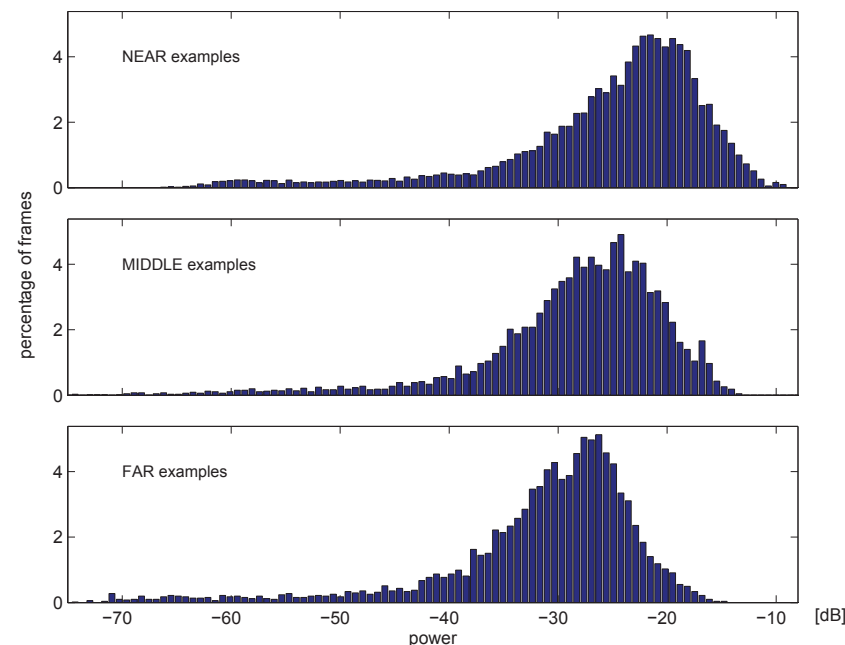 NEAR examples
4
2
0
MIDDLE examples
4
2
0
percentage of frames
FAR examples
4
2
0
−70 −60 −50 −40 −30 −20 −10 [dB]
power